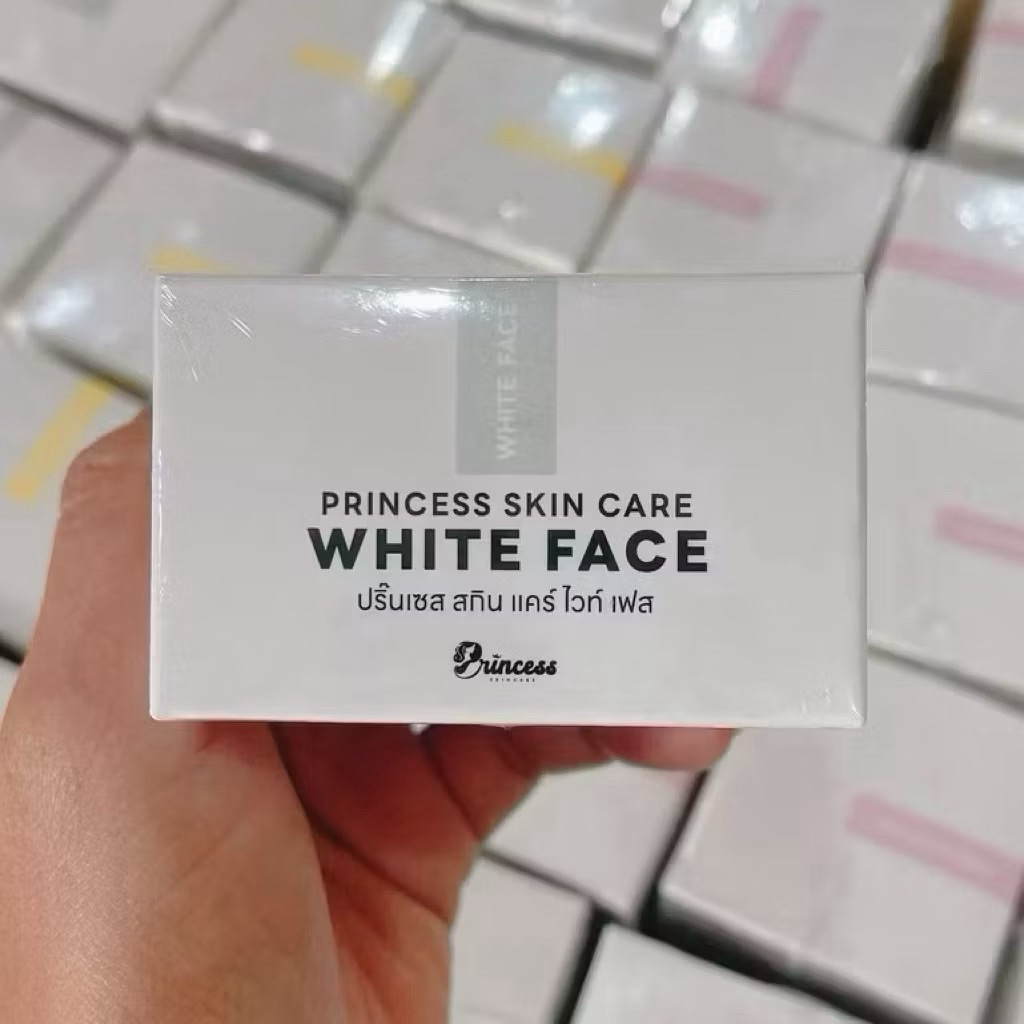 WHITE FACE
PRINCESS SKIN CARE
WHITE FACE
ปริ๊นเซส สกิน แคร์ ไวท์ เฟส
Princess
SKINCARE